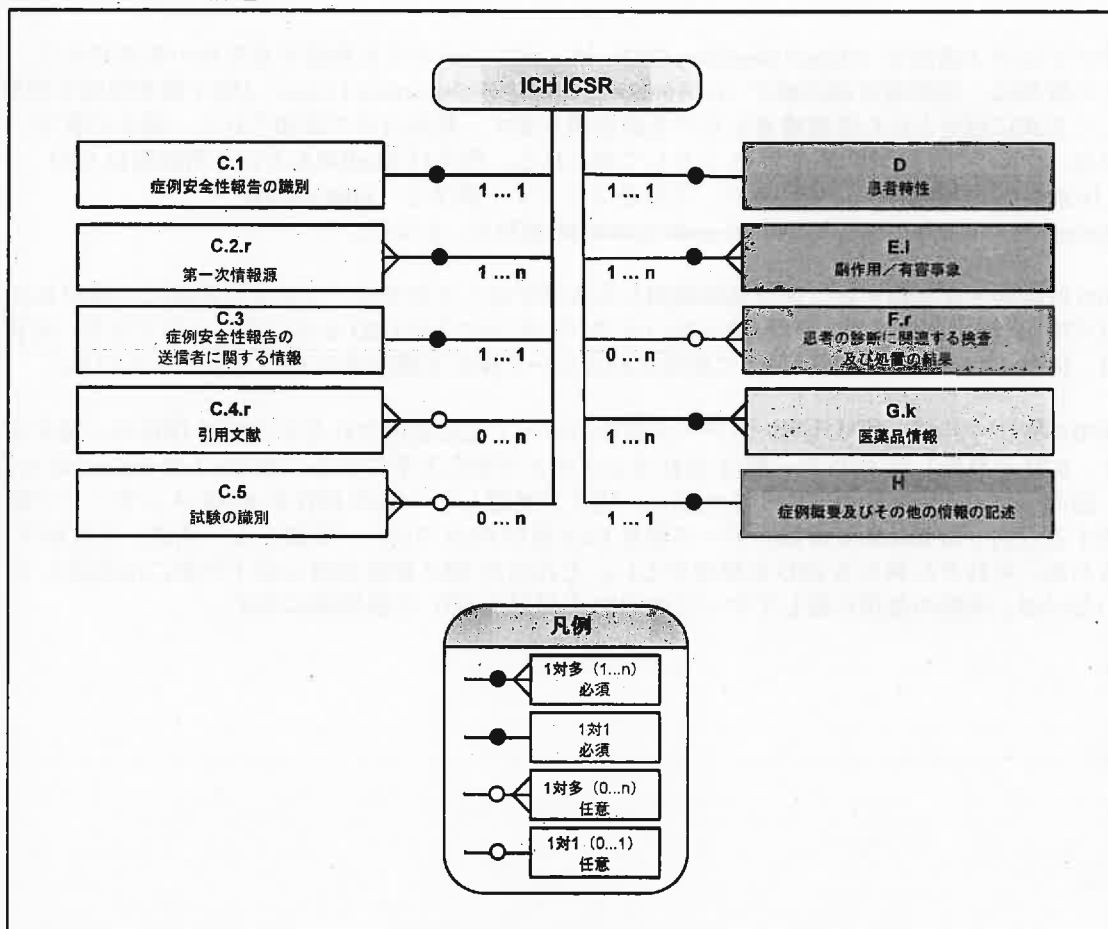 ICH ICSR
C.1
症例安全性報告の識別
1 ... 1
C.2.r
第一次情報源
1 ... n
C.3
症例安全性報告の
送信者に関する情報
1 ... 1
C.4.r
引用文献
0 ... n
C.5
試験の識別
0 ... n
D
患者特性
1 ... 1
E.i
副作用／有害事象
1 ... n
F.r
患者の診断に関連する検査
及び処置の結果
0 ... n
G.k
医薬品情報
1 ... n
H
症例概要及びその他の情報の記述
1 ... 1
凡例
1対多（1...n）
必須
1対1
必須
1対多（0...n）
任意
1対1（0...1）
任意